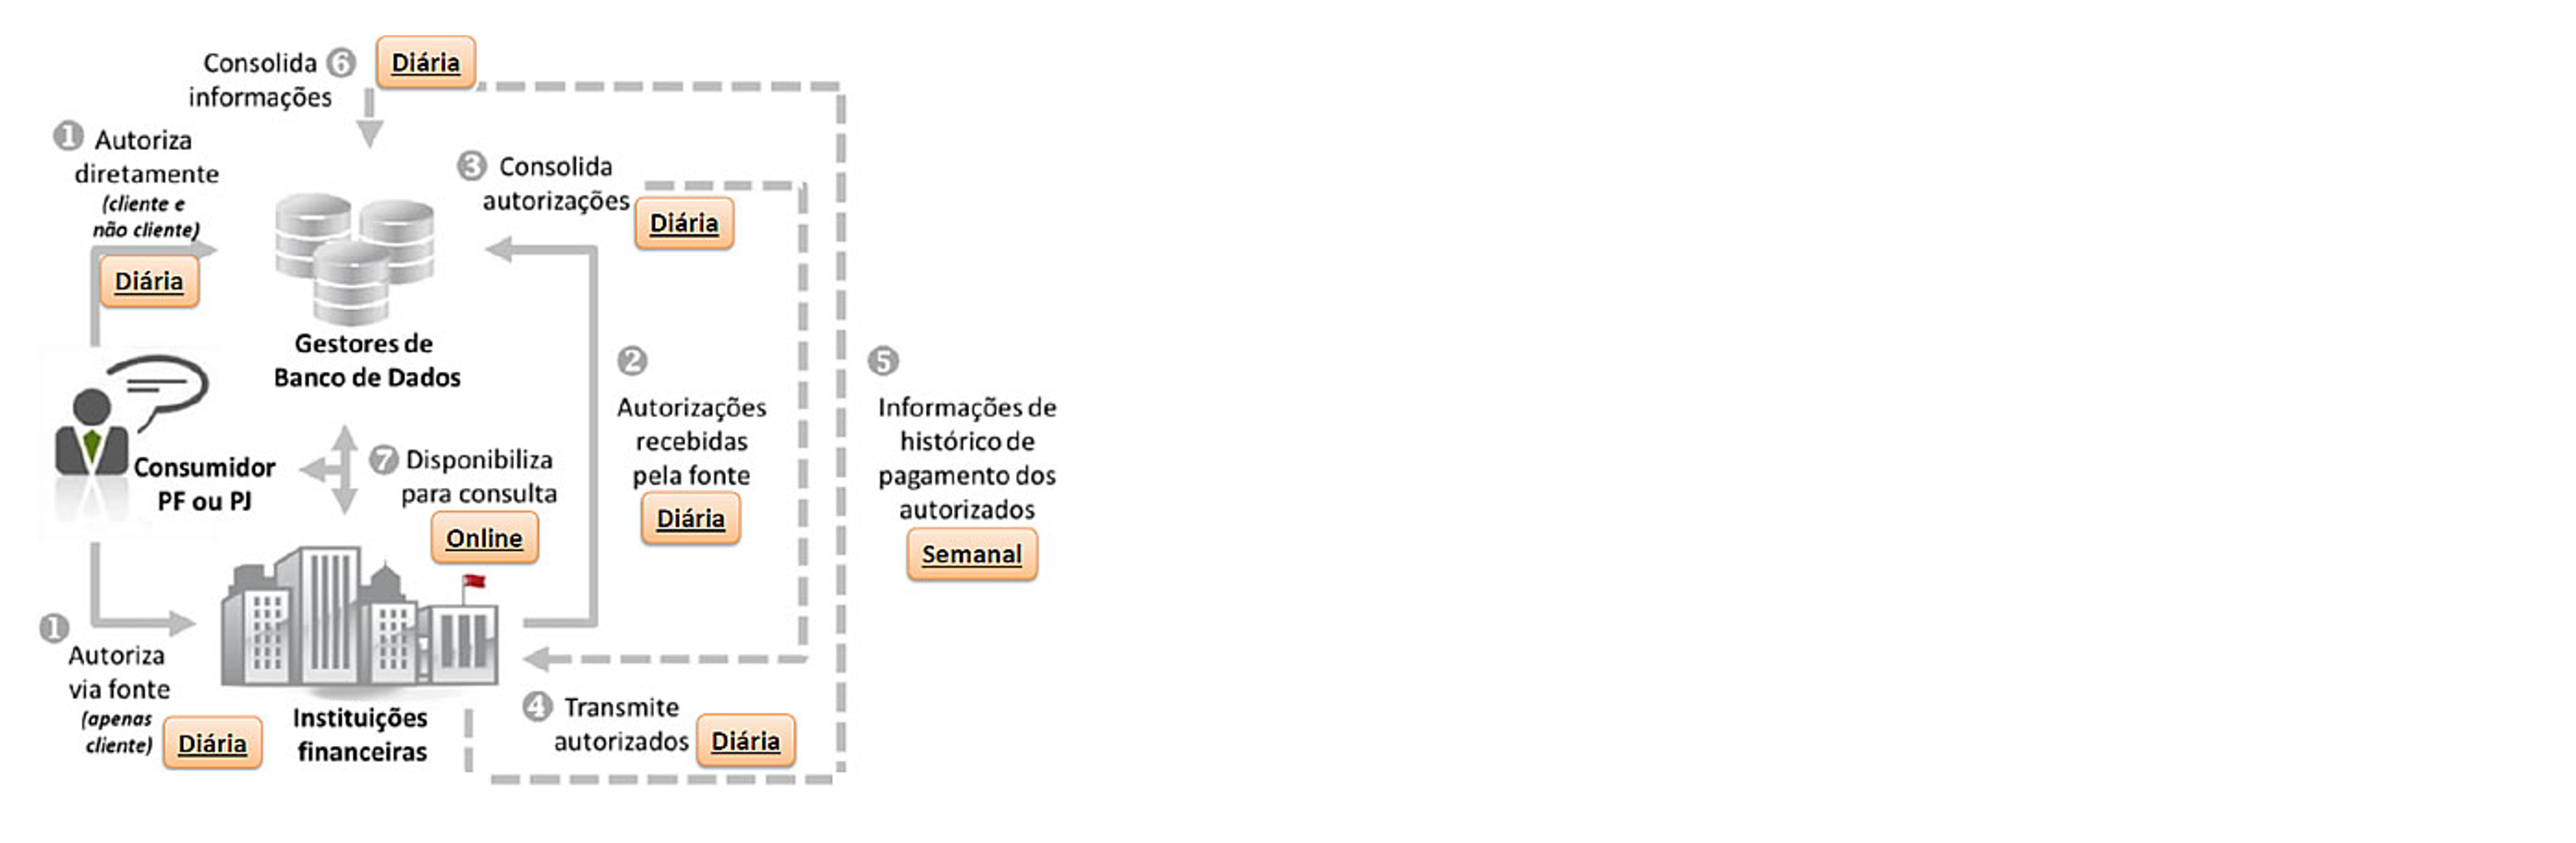 Consolida 6 Diária
informações
1 Autoriza
diretamente
(cliente e
não cliente)
Diária
3 Consolida
autorizações
Diária
Gestores de
Banco de Dados
2
Autorizações
recebidas
pela fonte
Diária
5
Informações de
histórico de
pagamento dos
autorizados
Semanal
Consumidor
PF ou PJ
7 Disponibiliza
para consulta
Online
1
Autoriza
via fonte
(apenas
cliente)
Diária
Instituições
financeiras
4 Transmite
autorizados
Diária